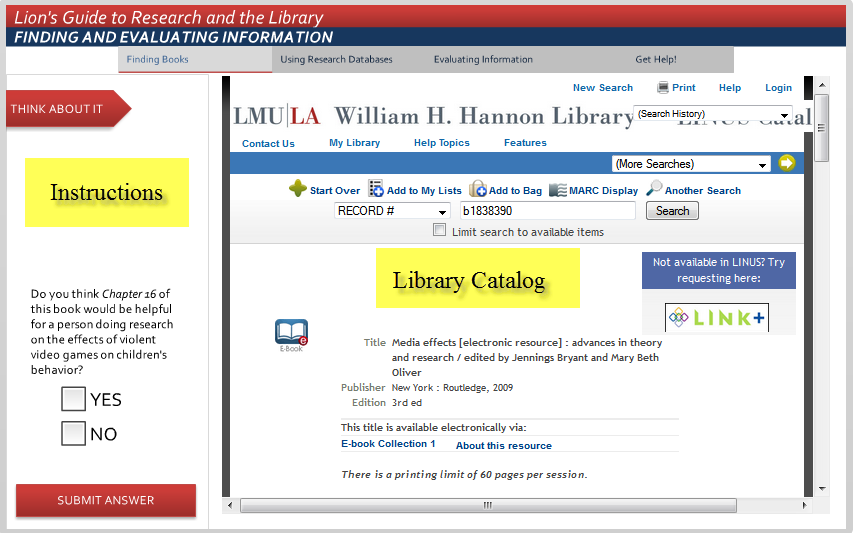 Lion's Guide to Research and the Library
FINDING AND EVALUATING INFORMATION
Finding Books Using Research Databases Evaluating Information Get Help!
THINK ABOUT IT
Instructions
Do you think Chapter 16 of
this book would be helpful
for a person doing research
on the effects of violent
video games on children's
behavior?
YES
NO
SUBMIT ANSWER
New Search Print Help Login
LMU|LA William H. Hannon Library
(Search History)
Contact Us My Library Help Topics Features
(More Searches)
Start Over Add to My Lists Add to Bag MARC Display Another Search
RECORD # b1838390 Search
Limit search to available items
Library Catalog
Not available in LINUS? Try
requesting here:
LINK+
E-BOOK
Title Media effects [electronic resource] : advances in theory
and research / edited by Jennings Bryant and Mary Beth
Oliver
Publisher New York : Routledge, 2009
Edition 3rd ed
This title is available electronically via:
E-book Collection 1 About this resource
There is a printing limit of 60 pages per session.